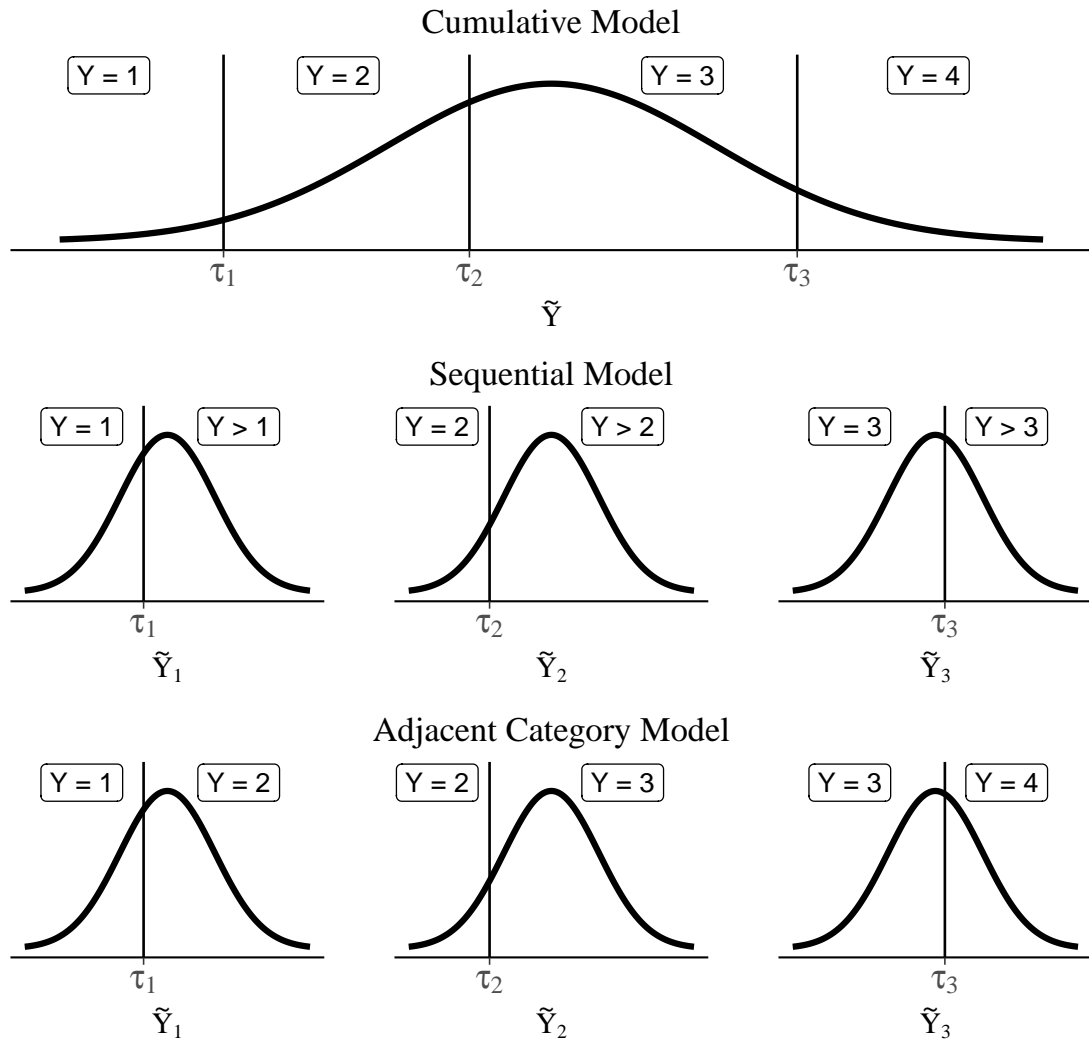 Cumulative Model
Y = 1 Y = 2 Y = 3 Y = 4
τ₁ τ₂ τ₃
Ỹ
Sequential Model
Y = 1 Y > 1 Y = 2 Y > 2 Y = 3 Y > 3
τ₁ τ₂ τ₃
Ỹ₁ Ỹ₂ Ỹ₃
Adjacent Category Model
Y = 1 Y = 2 Y = 2 Y = 3 Y = 3 Y = 4
τ₁ τ₂ τ₃
Ỹ₁ Ỹ₂ Ỹ₃